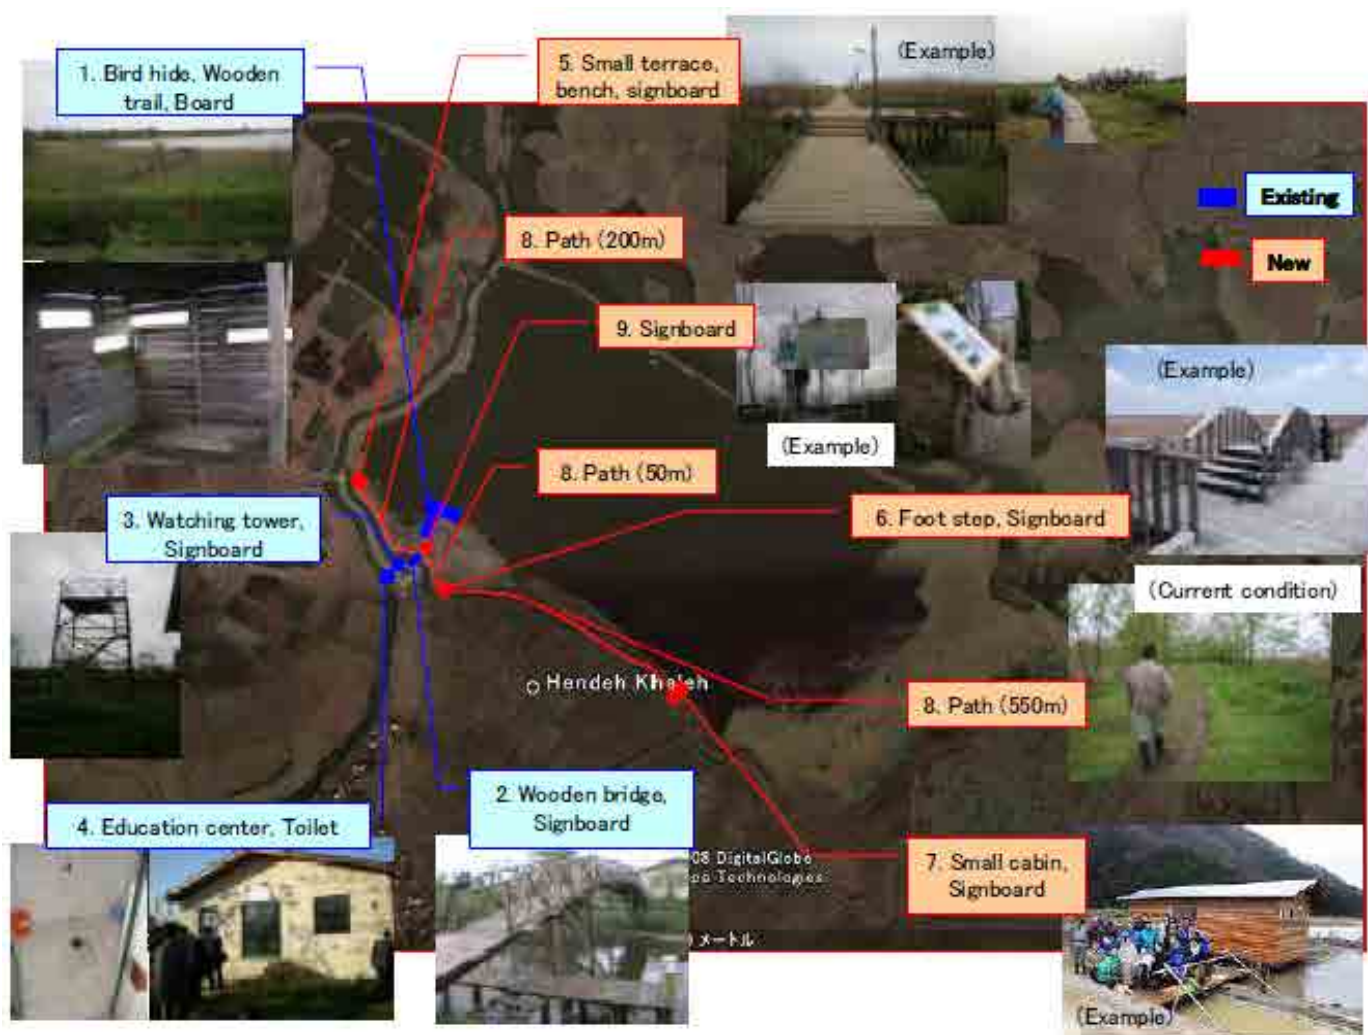 1. Bird hide, Wooden
trail, Board
5. Small terrace,
bench, signboard
(Example)
Existing
New
8. Path (200m)
9. Signboard
(Example)
(Example)
8. Path (50m)
3. Watching tower,
Signboard
6. Foot step, Signboard
(Current condition)
Hendeh Khaleh
8. Path (550m)
4. Education center, Toilet
2. Wooden bridge,
Signboard
08 DigitalGlobe
Technologies
7. Small cabin,
Signboard
メートル
(Example)